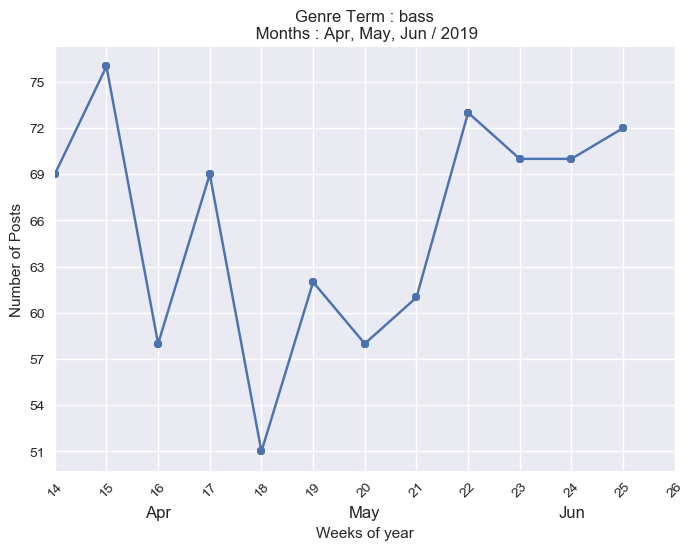 Genre Term : bass
Months : Apr, May, Jun / 2019
Number of Posts
75
72
69
66
63
60
57
54
51
14 15 16 17 18 19 20 21 22 23 24 25 26
Apr May Jun
Weeks of year